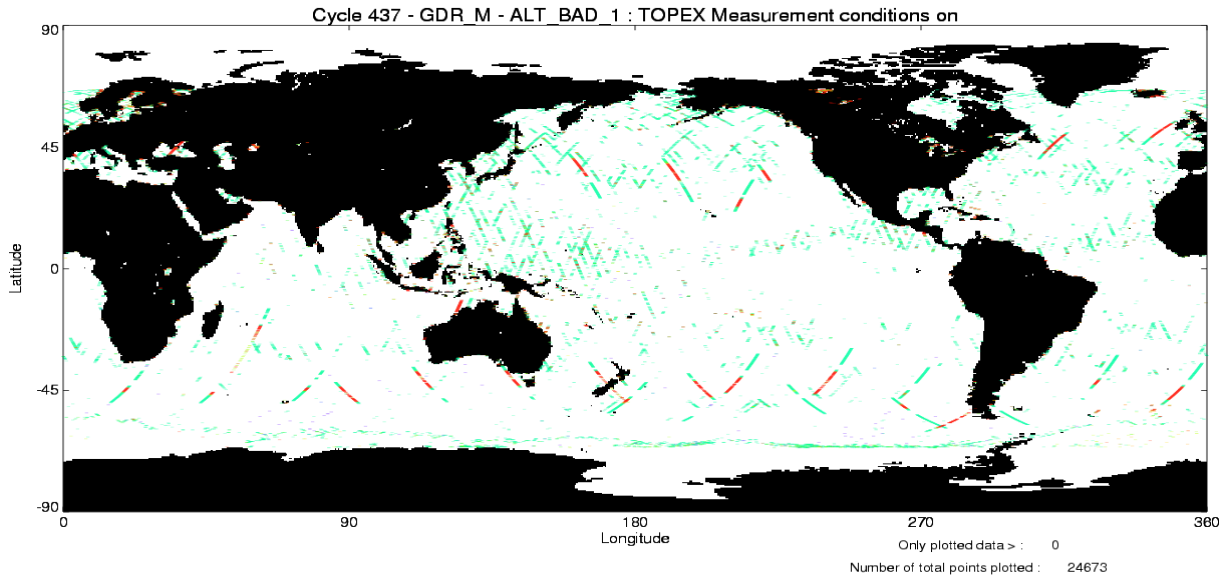 Cycle 437 - GDR_M - ALT_BAD_1 : TOPEX Measurement conditions on
90
45
0
-45
-90
Latitude
0 90 180 270 360
Longitude
Only plotted data > : 0
Number of total points plotted : 24673